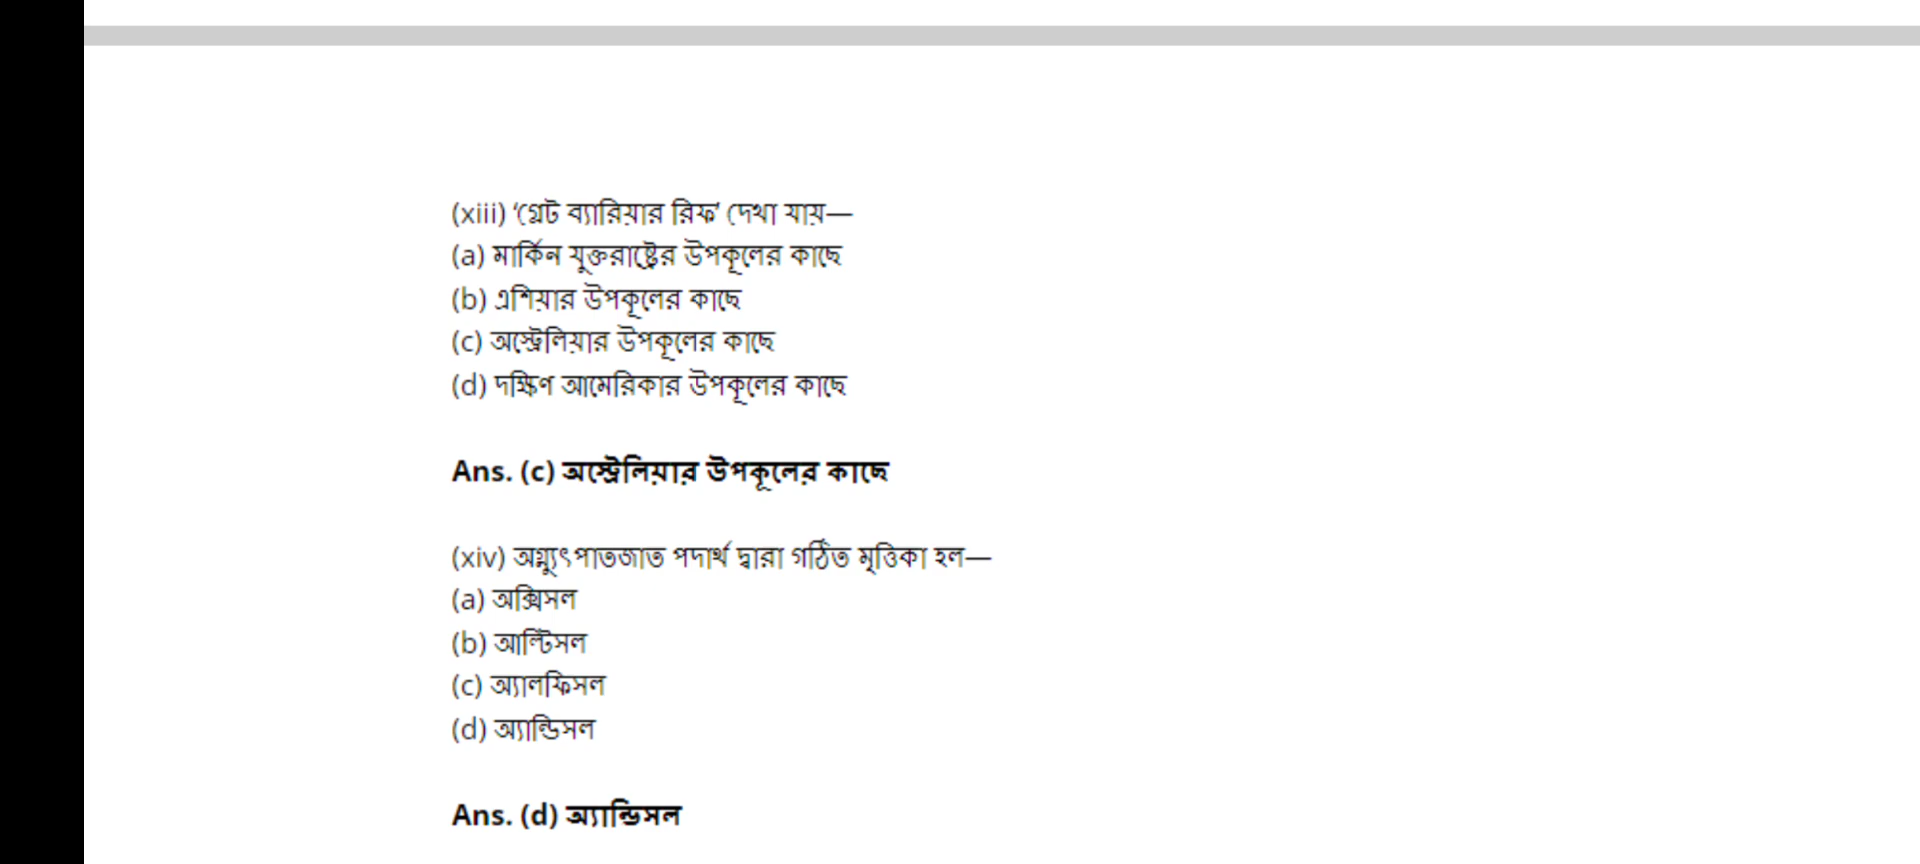 (xiii) ‘গ্রেট ব্যারিয়ার রিফ’ দেখা যায়—
(a) মার্কিন যুক্তরাষ্ট্রের উপকূলের কাছে
(b) এশিয়ার উপকূলের কাছে
(c) অস্ট্রেলিয়ার উপকূলের কাছে
(d) দক্ষিণ আমেরিকার উপকূলের কাছে
Ans. (c) অস্ট্রেলিয়ার উপকূলের কাছে
(xiv) অগ্ন্যুৎপাতজাত পদার্থ দ্বারা গঠিত মৃত্তিকা হল—
(a) অক্সিসল
(b) আল্টিসল
(c) অ্যালফিসল
(d) অ্যান্ডিসল
Ans. (d) অ্যান্ডিসল